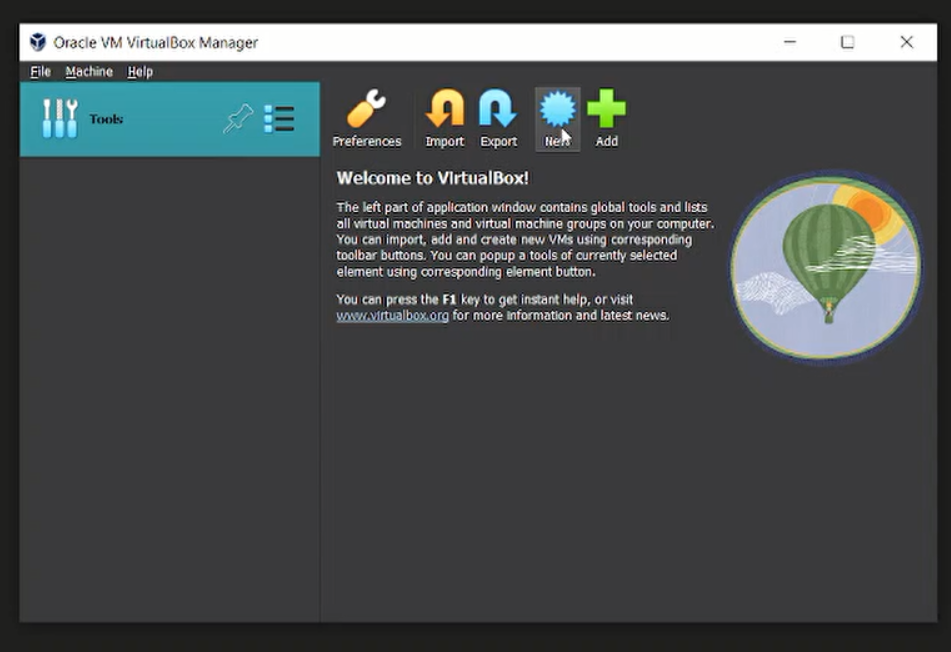 Oracle VM VirtualBox Manager
File Machine Help
Tools
Preferences Import Export New Add
Welcome to VirtualBox!
The left part of application window contains global tools and lists
all virtual machines and virtual machine groups on your computer.
You can import, add and create new VMs using corresponding
toolbar buttons. You can popup a tools of currently selected
element using corresponding element button.
You can press the F1 key to get instant help, or visit
www.virtualbox.org for more information and latest news.